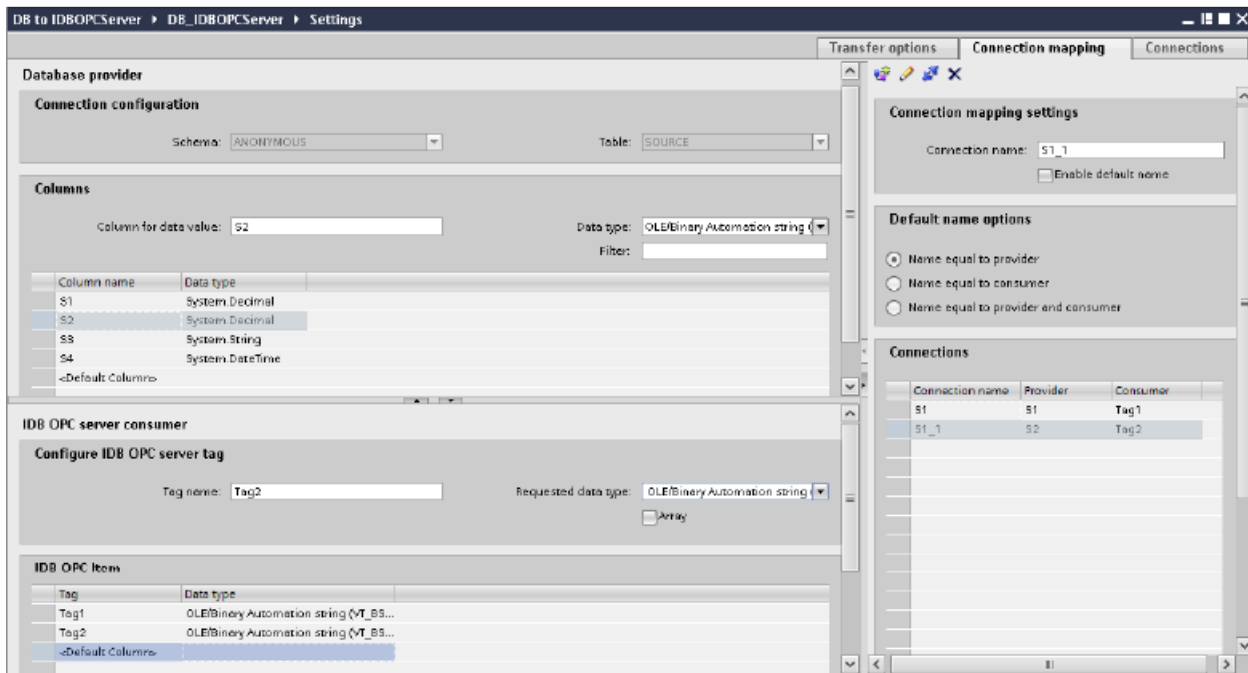 DB to IDBOPCServer ▸ DB_IDBOPCServer ▸ Settings
Transfer options Connection mapping Connections
Database provider
Connection configuration
Schema: ANONYMOUS Table: SOURCE
Columns
Column for data value: S2 Data type: OLE/Binary Automation string (
Filter:
Column name Data type
S1 System.Decimal
S2 System.Decimal
S3 System.String
S4 System.DateTime
<Default Column>
IDB OPC server consumer
Configure IDB OPC server tag
Tag name: Tag2 Requested data type: OLE/Binary Automation string (
Array
IDB OPC Item
Tag Data type
Tag1 OLE/Binary Automation string (VT_BS...
Tag2 OLE/Binary Automation string (VT_BS...
<Default Column>
Connection mapping settings
Connection name: S1_1
Enable default name
Default name options
Name equal to provider
Name equal to consumer
Name equal to provider and consumer
Connections
Connection name Provider Consumer
S1 S1 Tag1
S1_1 S2 Tag2